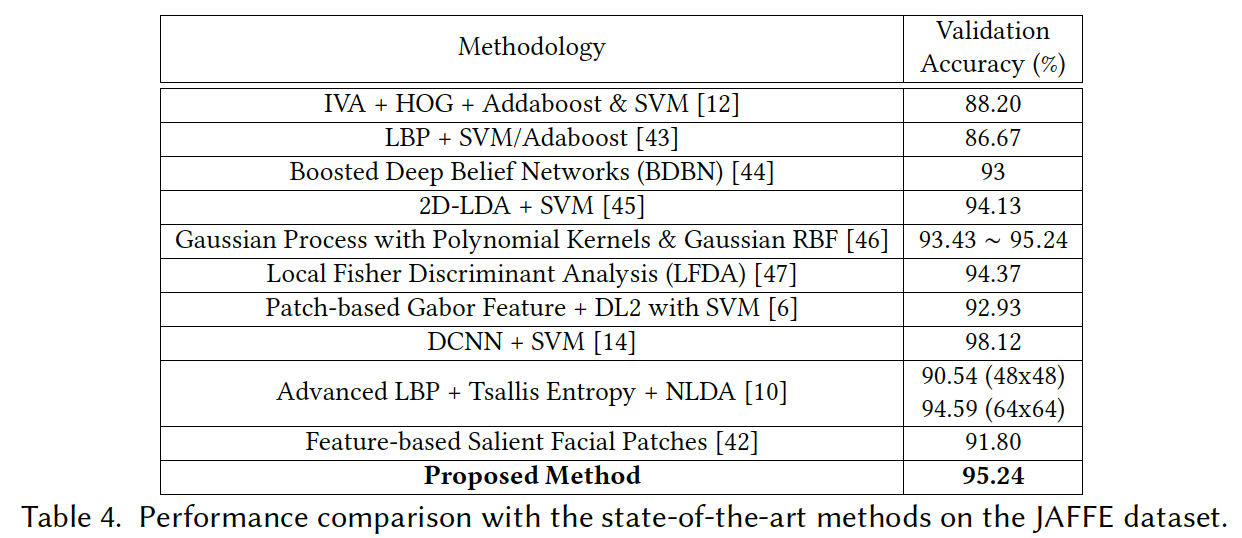 Methodology
Validation
Accuracy (%)
IVA + HOG + Addaboost & SVM [12] 88.20
LBP + SVM/Adaboost [43] 86.67
Boosted Deep Belief Networks (BDBN) [44] 93
2D-LDA + SVM [45] 94.13
Gaussian Process with Polynomial Kernels & Gaussian RBF [46] 93.43 ~ 95.24
Local Fisher Discriminant Analysis (LFDA) [47] 94.37
Patch-based Gabor Feature + DL2 with SVM [6] 92.93
DCNN + SVM [14] 98.12
Advanced LBP + Tsallis Entropy + NLDA [10]
90.54 (48x48)
94.59 (64x64)
Feature-based Salient Facial Patches [42] 91.80
Proposed Method 95.24
Table 4. Performance comparison with the state-of-the-art methods on the JAFFE dataset.